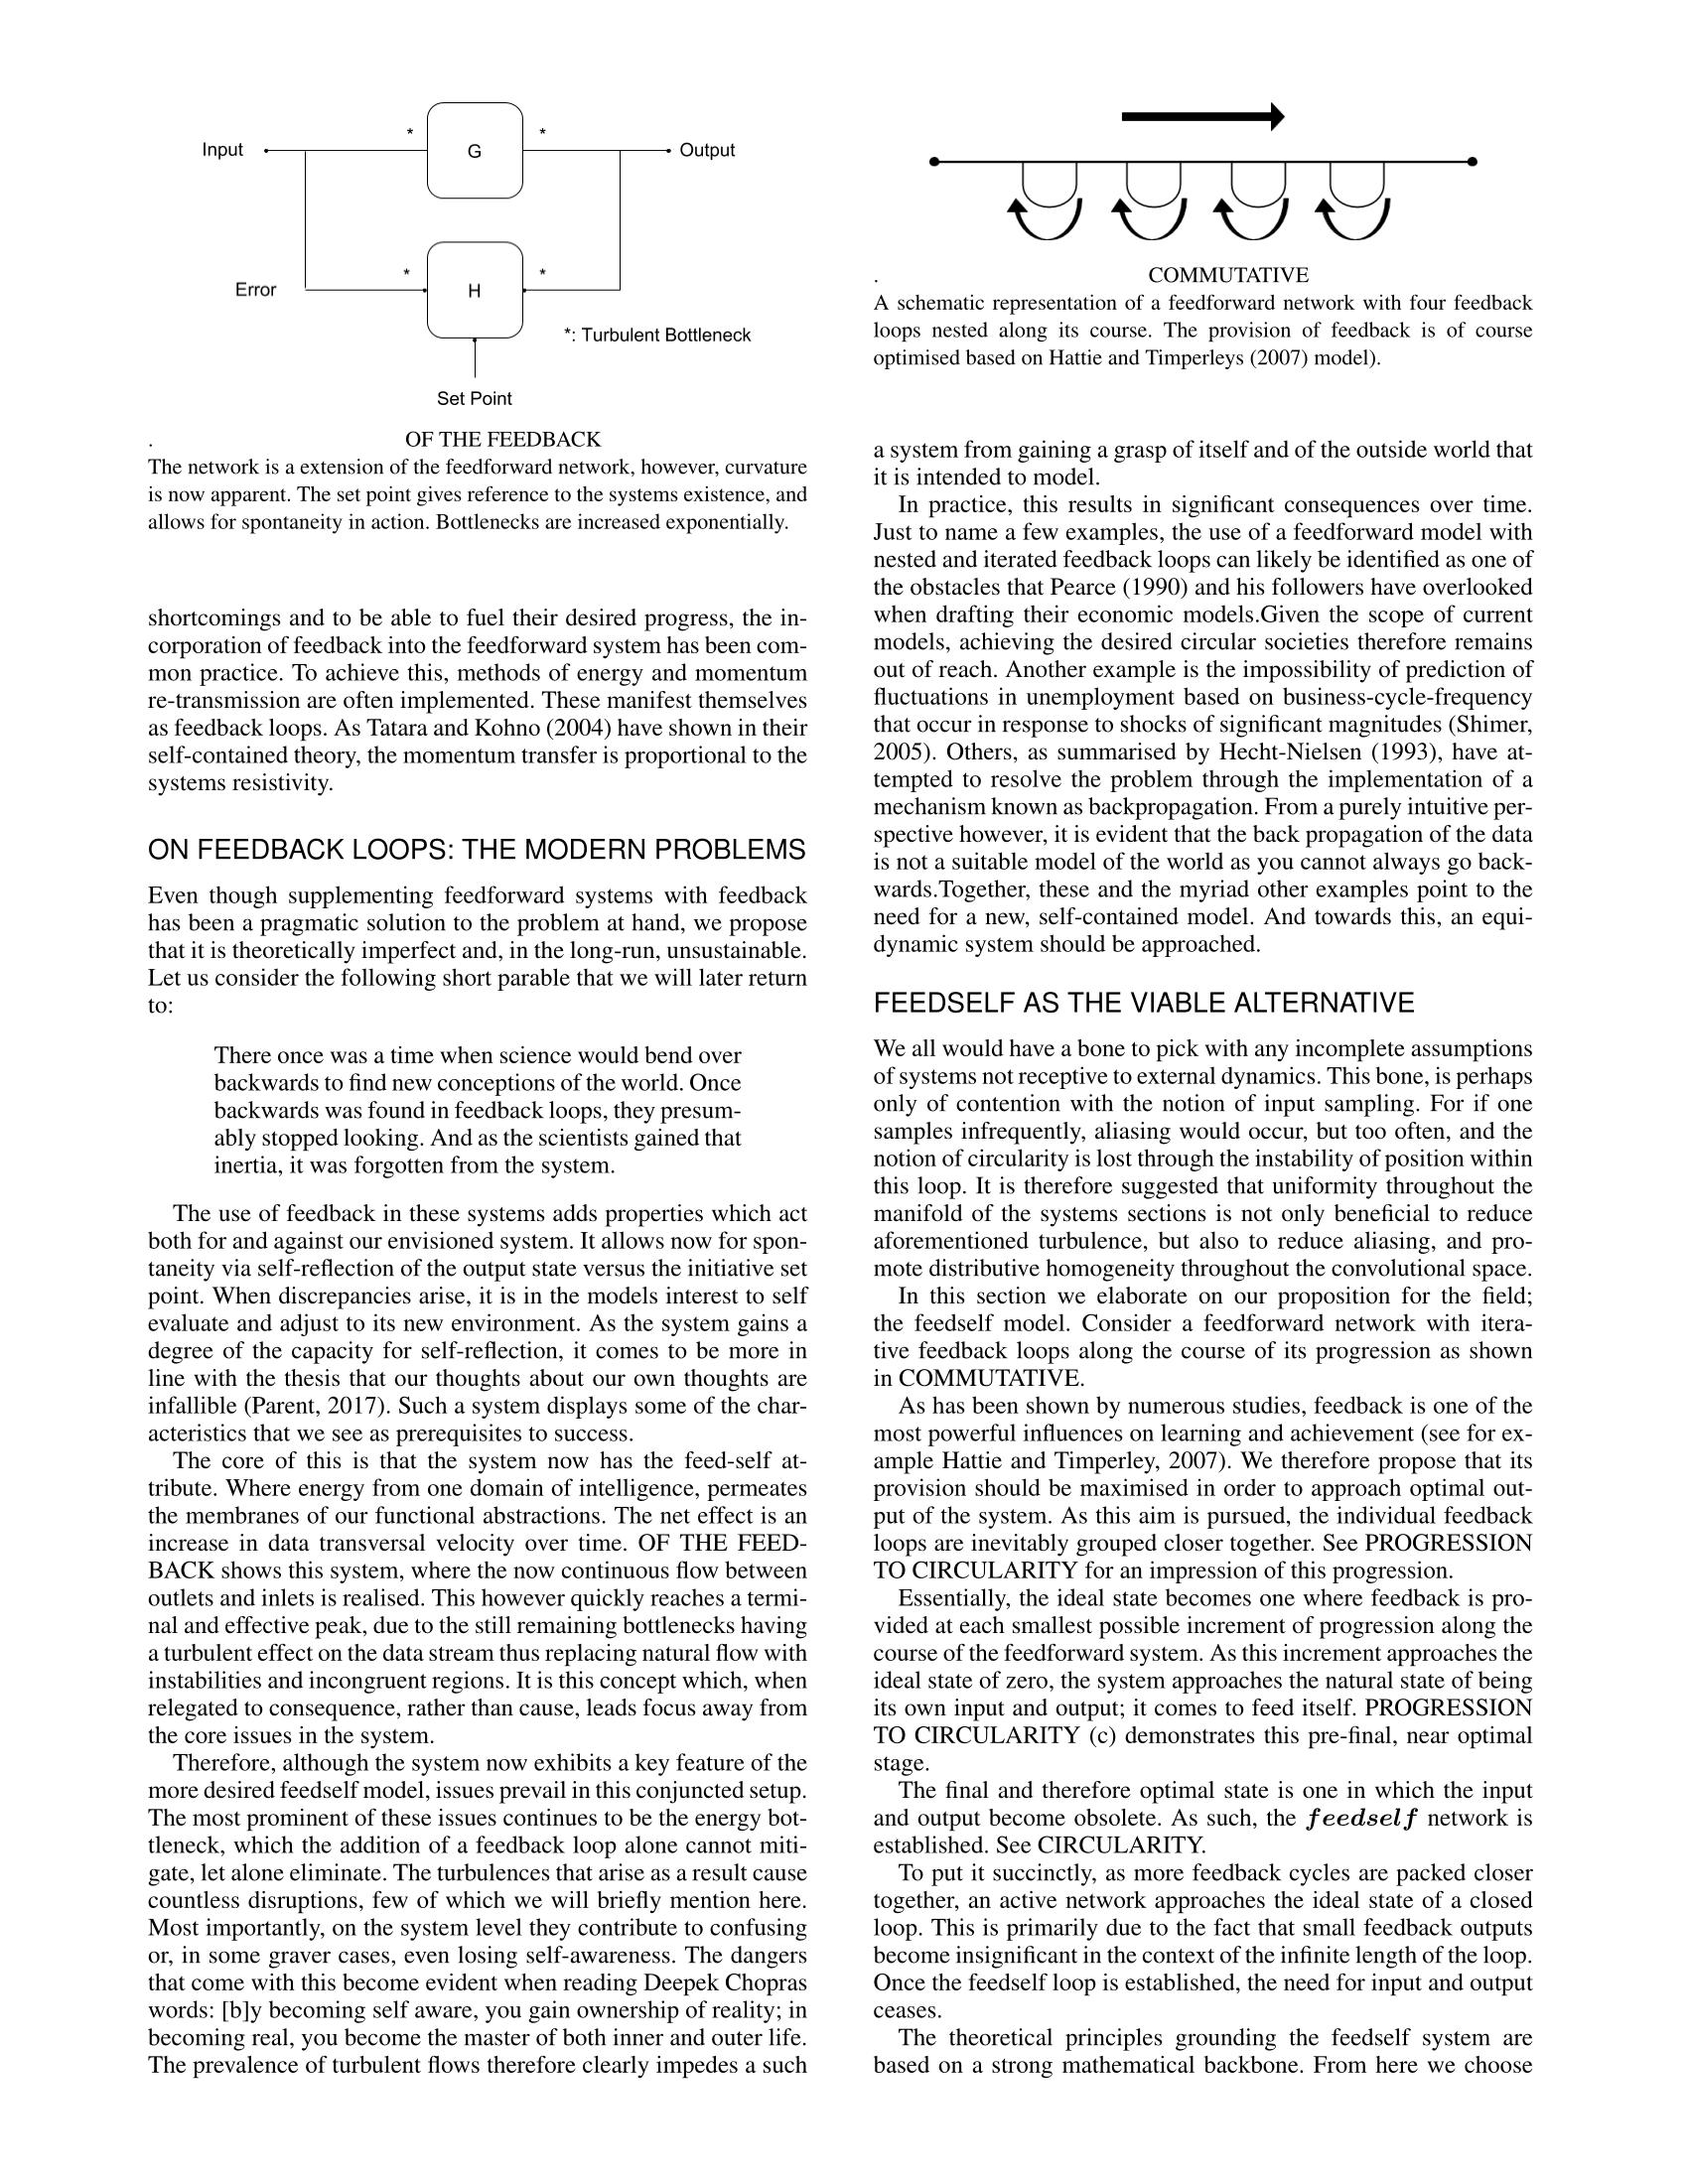 Input
*
G
*
Output
Error
*
H
*
*: Turbulent Bottleneck
Set Point
. OF THE FEEDBACK
The network is a extension of the feedforward network, however, curvature
is now apparent. The set point gives reference to the systems existence, and
allows for spontaneity in action. Bottlenecks are increased exponentially.
shortcomings and to be able to fuel their desired progress, the in-
corporation of feedback into the feedforward system has been com-
mon practice. To achieve this, methods of energy and momentum
re-transmission are often implemented. These manifest themselves
as feedback loops. As Tatara and Kohno (2004) have shown in their
self-contained theory, the momentum transfer is proportional to the
systems resistivity.
ON FEEDBACK LOOPS: THE MODERN PROBLEMS
Even though supplementing feedforward systems with feedback
has been a pragmatic solution to the problem at hand, we propose
that it is theoretically imperfect and, in the long-run, unsustainable.
Let us consider the following short parable that we will later return
to:
There once was a time when science would bend over
backwards to find new conceptions of the world. Once
backwards was found in feedback loops, they presum-
ably stopped looking. And as the scientists gained that
inertia, it was forgotten from the system.
The use of feedback in these systems adds properties which act
both for and against our envisioned system. It allows now for spon-
taneity via self-reflection of the output state versus the initiative set
point. When discrepancies arise, it is in the models interest to self
evaluate and adjust to its new environment. As the system gains a
degree of the capacity for self-reflection, it comes to be more in
line with the thesis that our thoughts about our own thoughts are
infallible (Parent, 2017). Such a system displays some of the char-
acteristics that we see as prerequisites to success.
The core of this is that the system now has the feed-self at-
tribute. Where energy from one domain of intelligence, permeates
the membranes of our functional abstractions. The net effect is an
increase in data transversal velocity over time. OF THE FEED-
BACK shows this system, where the now continuous flow between
outlets and inlets is realised. This however quickly reaches a termi-
nal and effective peak, due to the still remaining bottlenecks having
a turbulent effect on the data stream thus replacing natural flow with
instabilities and incongruent regions. It is this concept which, when
relegated to consequence, rather than cause, leads focus away from
the core issues in the system.
Therefore, although the system now exhibits a key feature of the
more desired feedself model, issues prevail in this conjuncted setup.
The most prominent of these issues continues to be the energy bot-
tleneck, which the addition of a feedback loop alone cannot miti-
gate, let alone eliminate. The turbulences that arise as a result cause
countless disruptions, few of which we will briefly mention here.
Most importantly, on the system level they contribute to confusing
or, in some graver cases, even losing self-awareness. The dangers
that come with this become evident when reading Deepek Chopras
words: [b]y becoming self aware, you gain ownership of reality; in
becoming real, you become the master of both inner and outer life.
The prevalence of turbulent flows therefore clearly impedes a such
. COMMUTATIVE
A schematic representation of a feedforward network with four feedback
loops nested along its course. The provision of feedback is of course
optimised based on Hattie and Timperleys (2007) model).
a system from gaining a grasp of itself and of the outside world that
it is intended to model.
In practice, this results in significant consequences over time.
Just to name a few examples, the use of a feedforward model with
nested and iterated feedback loops can likely be identified as one of
the obstacles that Pearce (1990) and his followers have overlooked
when drafting their economic models.Given the scope of current
models, achieving the desired circular societies therefore remains
out of reach. Another example is the impossibility of prediction of
fluctuations in unemployment based on business-cycle-frequency
that occur in response to shocks of significant magnitudes (Shimer,
2005). Others, as summarised by Hecht-Nielsen (1993), have at-
tempted to resolve the problem through the implementation of a
mechanism known as backpropagation. From a purely intuitive per-
spective however, it is evident that the back propagation of the data
is not a suitable model of the world as you cannot always go back-
wards.Together, these and the myriad other examples point to the
need for a new, self-contained model. And towards this, an equi-
dynamic system should be approached.
FEEDSELF AS THE VIABLE ALTERNATIVE
We all would have a bone to pick with any incomplete assumptions
of systems not receptive to external dynamics. This bone, is perhaps
only of contention with the notion of input sampling. For if one
samples infrequently, aliasing would occur, but too often, and the
notion of circularity is lost through the instability of position within
this loop. It is therefore suggested that uniformity throughout the
manifold of the systems sections is not only beneficial to reduce
aforementioned turbulence, but also to reduce aliasing, and pro-
mote distributive homogeneity throughout the convolutional space.
In this section we elaborate on our proposition for the field;
the feedself model. Consider a feedforward network with itera-
tive feedback loops along the course of its progression as shown
in COMMUTATIVE.
As has been shown by numerous studies, feedback is one of the
most powerful influences on learning and achievement (see for ex-
ample Hattie and Timperley, 2007). We therefore propose that its
provision should be maximised in order to approach optimal out-
put of the system. As this aim is pursued, the individual feedback
loops are inevitably grouped closer together. See PROGRESSION
TO CIRCULARITY for an impression of this progression.
Essentially, the ideal state becomes one where feedback is pro-
vided at each smallest possible increment of progression along the
course of the feedforward system. As this increment approaches the
ideal state of zero, the system approaches the natural state of being
its own input and output; it comes to feed itself. PROGRESSION
TO CIRCULARITY (c) demonstrates this pre-final, near optimal
stage.
The final and therefore optimal state is one in which the input
and output become obsolete. As such, the feedself network is
established. See CIRCULARITY.
To put it succinctly, as more feedback cycles are packed closer
together, an active network approaches the ideal state of a closed
loop. This is primarily due to the fact that small feedback outputs
become insignificant in the context of the infinite length of the loop.
Once the feedself loop is established, the need for input and output
ceases.
The theoretical principles grounding the feedself system are
based on a strong mathematical backbone. From here we choose